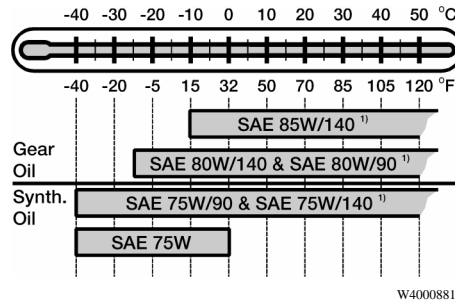 -40 -30 -20 -10 0 10 20 30 40 50 °C
-40 -20 -5 15 32 50 70 85 105 120 °F
SAE 85W/140 1)
Gear
Oil
SAE 80W/140 & SAE 80W/90 1)
Synth.
Oil
SAE 75W/90 & SAE 75W/140 1)
SAE 75W
W4000881